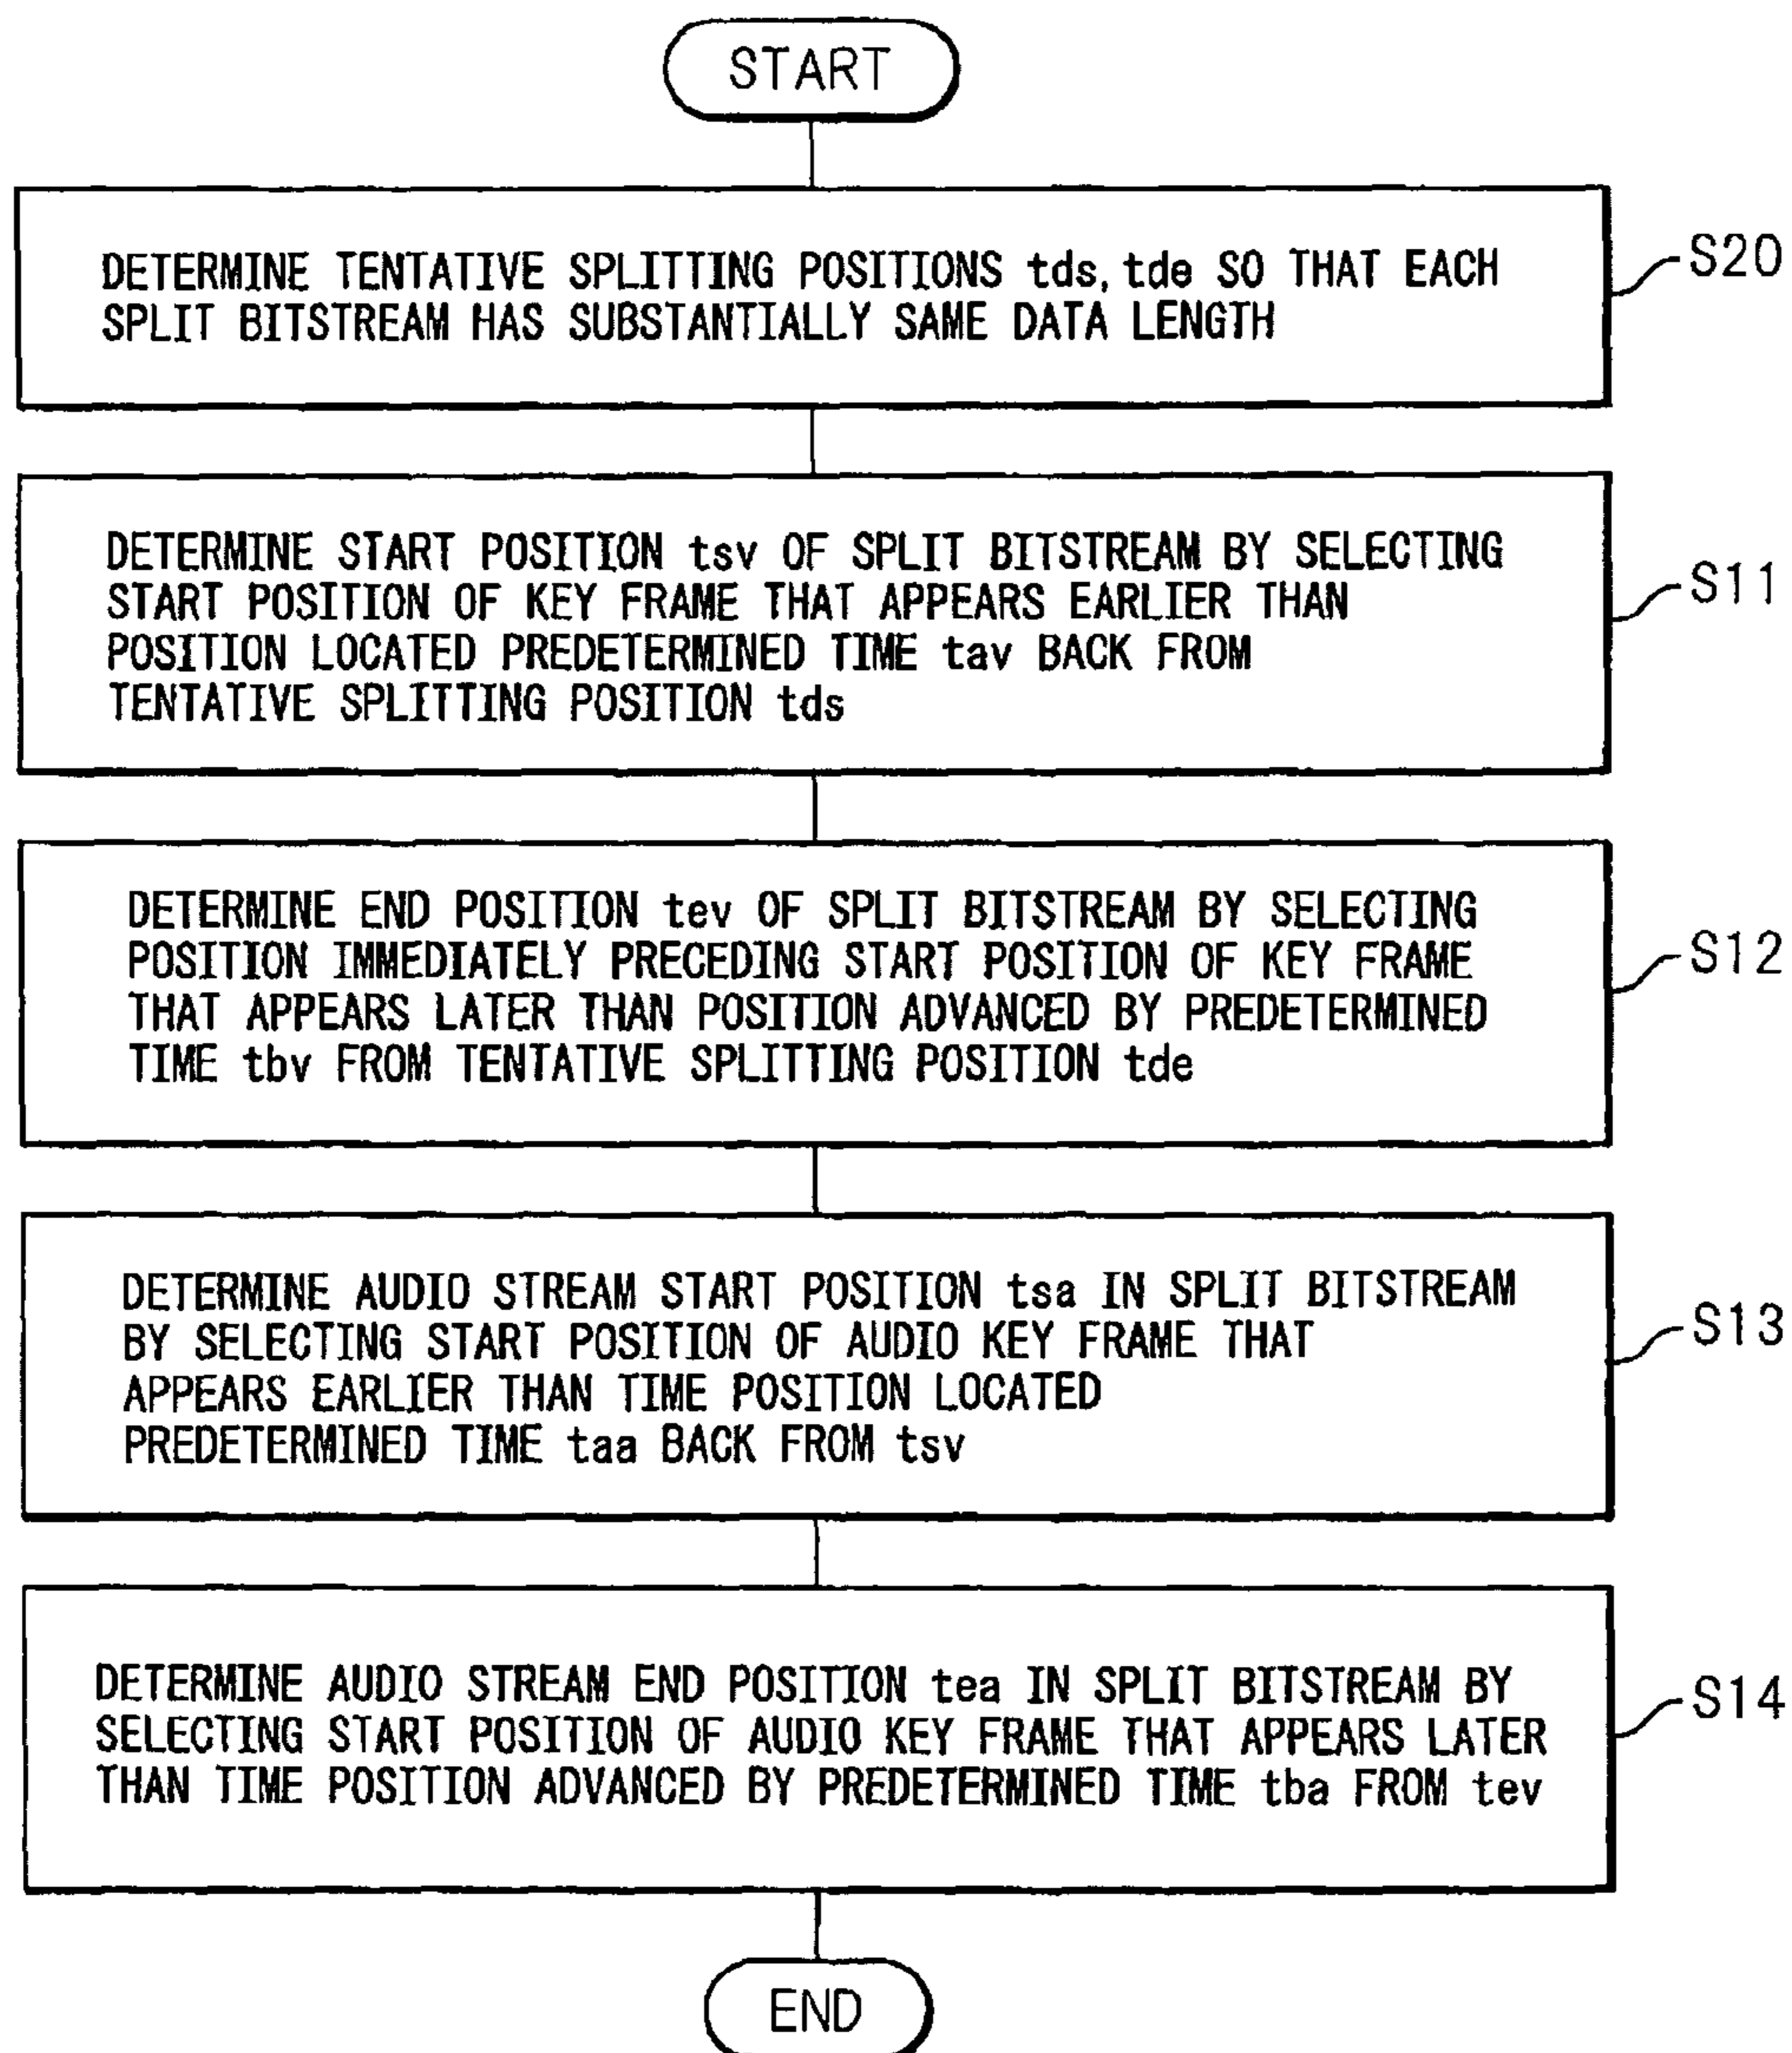 START
DETERMINE TENTATIVE SPLITTING POSITIONS tds, tde SO THAT EACH
SPLIT BITSTREAM HAS SUBSTANTIALLY SAME DATA LENGTH
S20
DETERMINE START POSITION tsv OF SPLIT BITSTREAM BY SELECTING
START POSITION OF KEY FRAME THAT APPEARS EARLIER THAN
POSITION LOCATED PREDETERMINED TIME tav BACK FROM
TENTATIVE SPLITTING POSITION tds
S11
DETERMINE END POSITION tev OF SPLIT BITSTREAM BY SELECTING
POSITION IMMEDIATELY PRECEDING START POSITION OF KEY FRAME
THAT APPEARS LATER THAN POSITION ADVANCED BY PREDETERMINED
TIME tbv FROM TENTATIVE SPLITTING POSITION tde
S12
DETERMINE AUDIO STREAM START POSITION tsa IN SPLIT BITSTREAM
BY SELECTING START POSITION OF AUDIO KEY FRAME THAT
APPEARS EARLIER THAN TIME POSITION LOCATED
PREDETERMINED TIME taa BACK FROM tsv
S13
DETERMINE AUDIO STREAM END POSITION tea IN SPLIT BITSTREAM BY
SELECTING START POSITION OF AUDIO KEY FRAME THAT APPEARS LATER
THAN TIME POSITION ADVANCED BY PREDETERMINED TIME tba FROM tev
S14
END